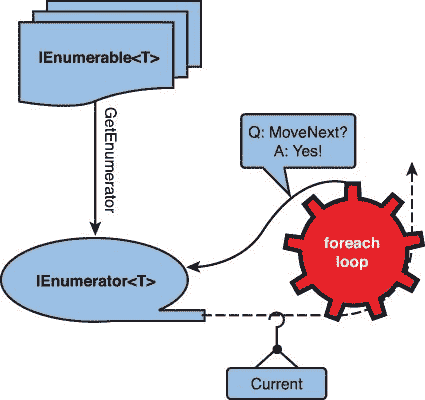 IEnumerable<T>
GetEnumerator
Q: MoveNext?
A: Yes!
foreach
loop
IEnumerator<T>
Current